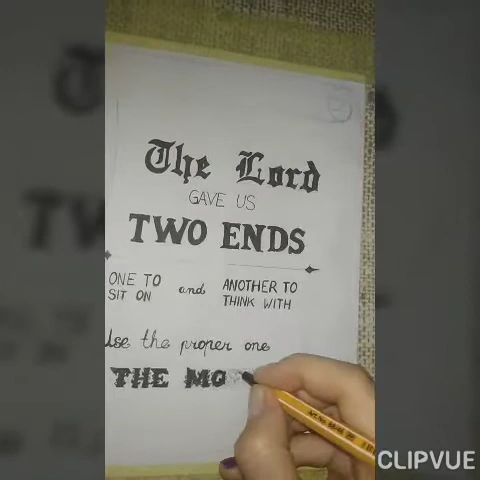 The Lord
GAVE US
TWO ENDS
ONE TO
SIT ON
and
ANOTHER TO
THINK WITH
Use the proper one
THE MO
CLIPVUE